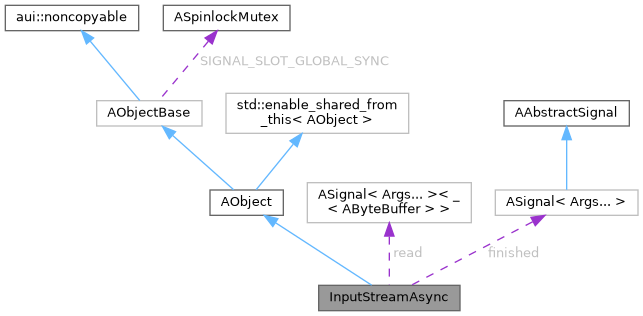 aui::noncopyable
ASpinlockMutex
SIGNAL_SLOT_GLOBAL_SYNC
AObjectBase
std::enable_shared_from
_this< AObject >
AAbstractSignal
AObject
ASignal< Args... >< _
< AByteBuffer > >
ASignal< Args... >
read
finished
InputStreamAsync